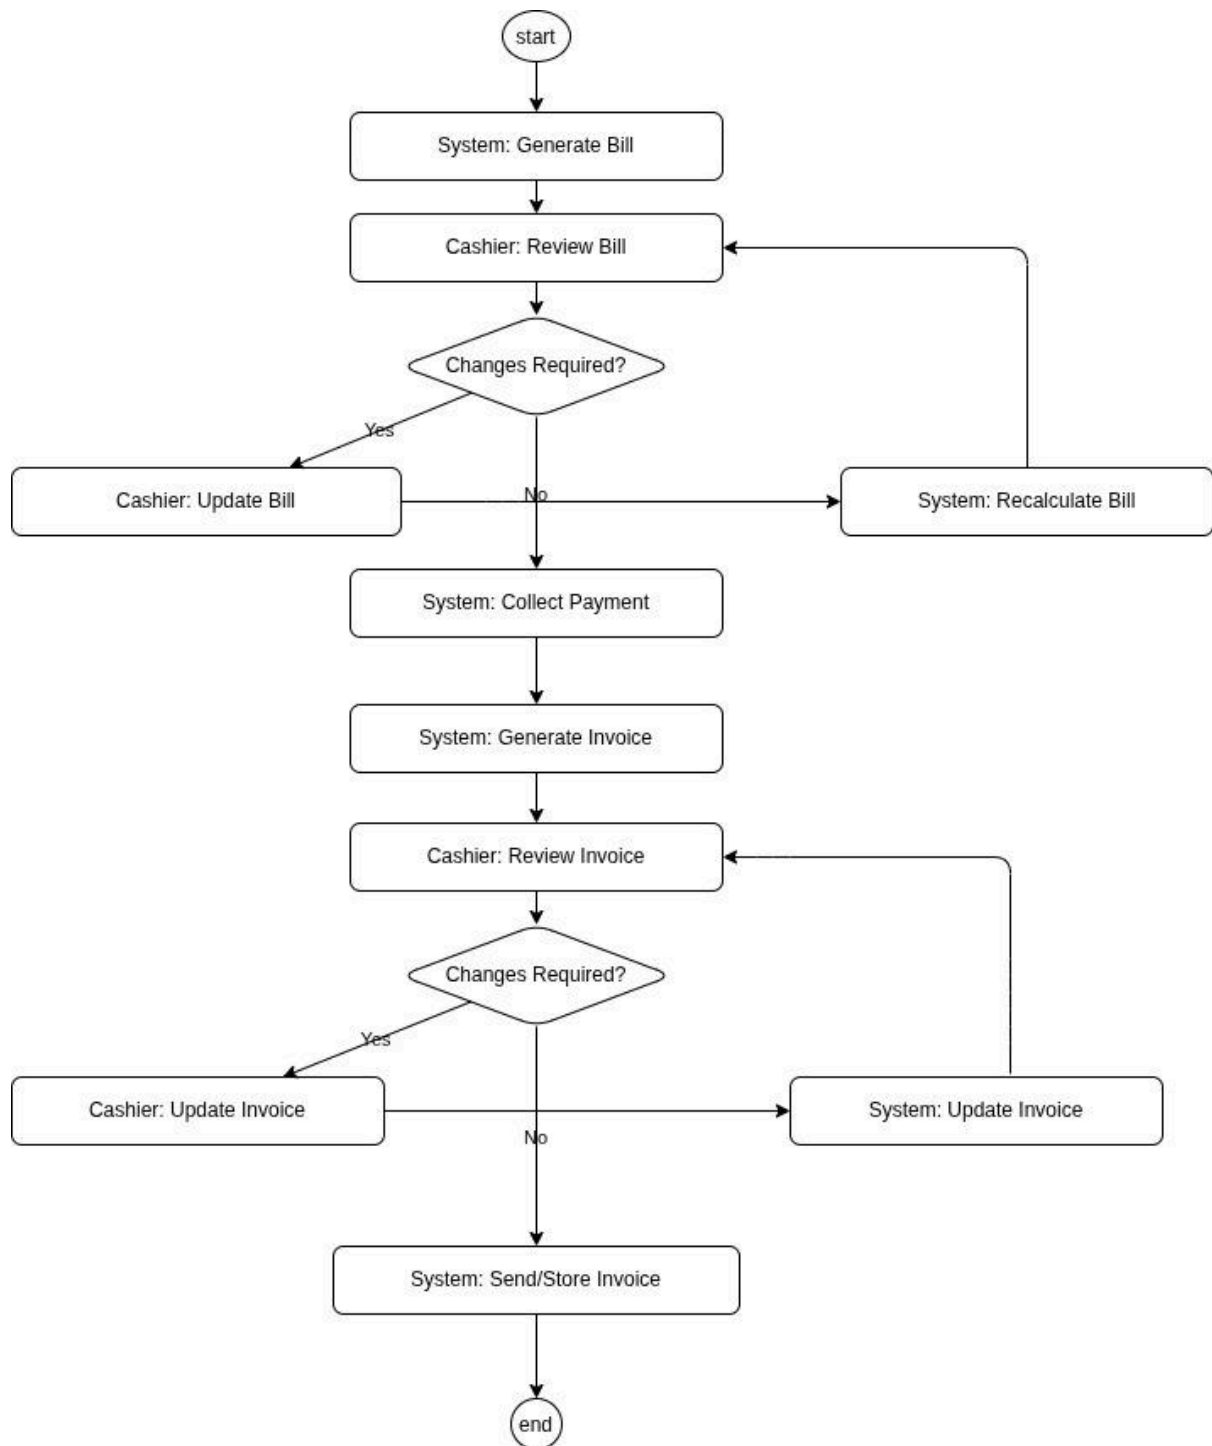 start
System: Generate Bill
Cashier: Review Bill
Changes Required?
Yes
No
Cashier: Update Bill
System: Recalculate Bill
System: Collect Payment
System: Generate Invoice
Cashier: Review Invoice
Changes Required?
Yes
Cashier: Update Invoice
System: Update Invoice
No
System: Send/Store Invoice
end